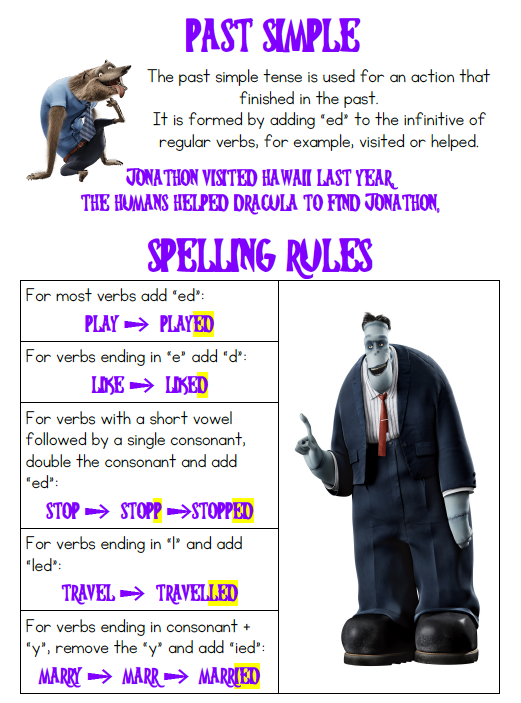 PAST SIMPLE
The past simple tense is used for an action that
finished in the past.
It is formed by adding “ed” to the infinitive of
regular verbs, for example, visited or helped.
JONATHON VISITED HAWAII LAST YEAR
THE HUMANS HELPED DRACULA TO FIND JONATHON.
SPELLING RULES
For most verbs add “ed”:
PLAY → PLAYED
For verbs ending in “e” add “d”:
LIKE → LIKED
For verbs with a short vowel
followed by a single consonant,
double the consonant and add
“ed”:
STOP → STOPP → STOPPED
For verbs ending in “l” and add
“led”:
TRAVEL → TRAVELLED
For verbs ending in consonant +
“y”, remove the “y” and add “ied”:
MARRY → MARR → MARRIED